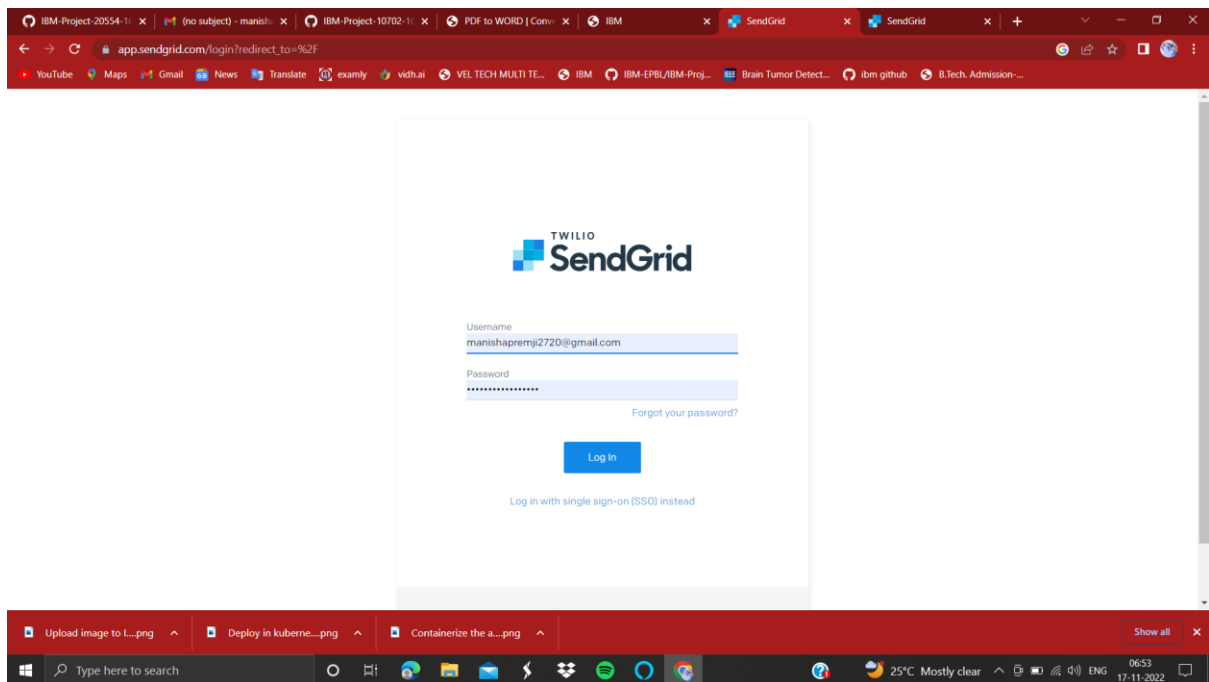 IBM-Project-20554-1(
(no subject) - manish
IBM-Project-10702-1(
PDF to WORD | Conv
IBM
SendGrid
SendGrid
app.sendgrid.com/login?redirect_to=%2F
YouTube
Maps
Gmail
News
Translate
examly
vidh.ai
VEL TECH MULTI TE...
IBM
IBM-EPBL/IBM-Proj...
Brain Tumor Detect...
ibm github
B.Tech. Admission-...
TWILIO
SendGrid
Username
manishapremji2720@gmail.com
Password
•••••••••••••••••
Forgot your password?
Log In
Log in with single sign-on (SSO) instead
Upload image to I....png
Deploy in kuberne....png
Containerize the a....png
Show all
Type here to search
25°C Mostly clear
ENG
06:53
17-11-2022